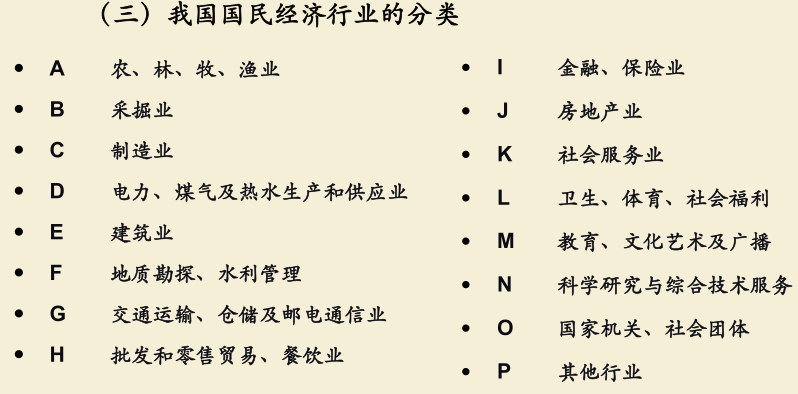 （三）我国国民经济行业的分类
• A 农、林、牧、渔业
• B 采掘业
• C 制造业
• D 电力、煤气及热水生产和供应业
• E 建筑业
• F 地质勘探、水利管理
• G 交通运输、仓储及邮电通信业
• H 批发和零售贸易、餐饮业
• I 金融、保险业
• J 房地产业
• K 社会服务业
• L 卫生、体育、社会福利
• M 教育、文化艺术及广播
• N 科学研究与综合技术服务
• O 国家机关、社会团体
• P 其他行业